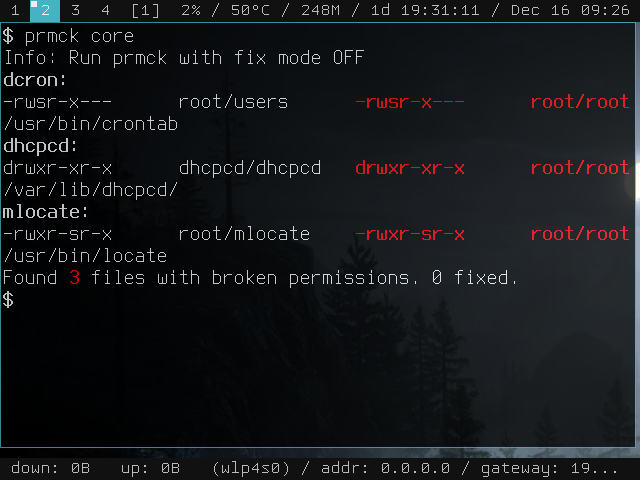 1 2 3 4 [1] 2% / 50°C / 248M / 1d 19:31:11 / Dec 16 09:26
$ prmck core
Info: Run prmck with fix mode OFF
dcron:
-rwsr-x--- root/users -rwsr-x--- root/root
/usr/bin/crontab
dhcpcd:
drwxr-xr-x dhcpcd/dhcpcd drwxr-xr-x root/root
/var/lib/dhcpcd/
mlocate:
-rwxr-sr-x root/mlocate -rwxr-sr-x root/root
/usr/bin/locate
Found 3 files with broken permissions. 0 fixed.
$
down: 0B up: 0B (wlp4s0) / addr: 0.0.0.0 / gateway: 19...